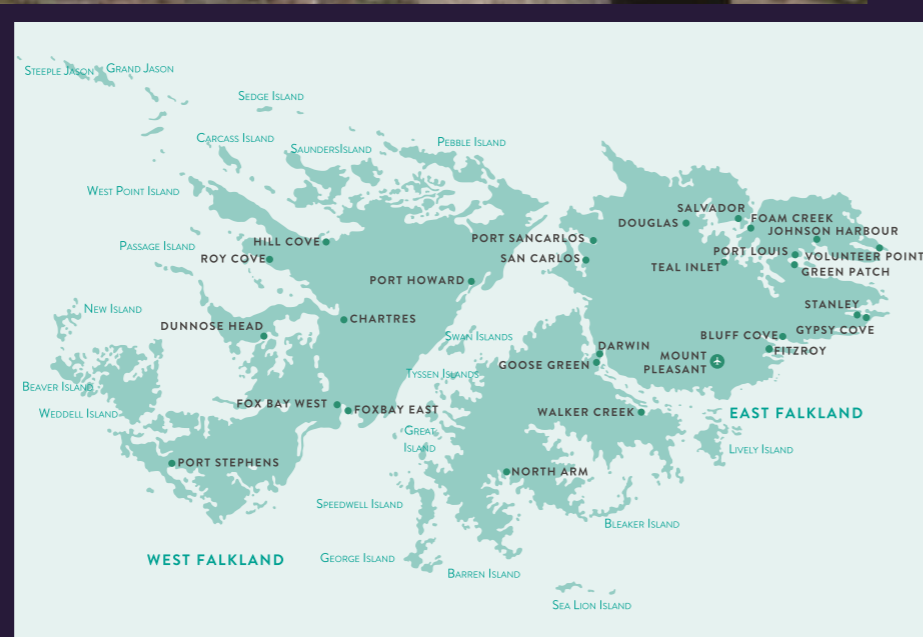 Steeple Jason
Grand Jason
Sedge Island
Carcass Island
SaundersIsland
Pebble Island
West Point Island
SALVADOR
FOAM CREEK
DOUGLAS
JOHNSON HARBOUR
PORT SANCARLOS
HILL COVE
Passage Island
PORT LOUIS
VOLUNTEER POINT
ROY COVE
SAN CARLOS
TEAL INLET
GREEN PATCH
PORT HOWARD
New Island
STANLEY
CHARTRES
DUNNOSE HEAD
GYPSY COVE
Swan Islands
BLUFF COVE
DARWIN
FITZROY
MOUNT
PLEASANT
GOOSE GREEN
Tyssen Islands
Beaver Island
FOX BAY WEST
FOXBAY EAST
Weddell Island
WALKER CREEK
EAST FALKLAND
Great
Island
Lively Island
PORT STEPHENS
NORTH ARM
Speedwell Island
Bleaker Island
WEST FALKLAND
George Island
Barren Island
Sea Lion Island